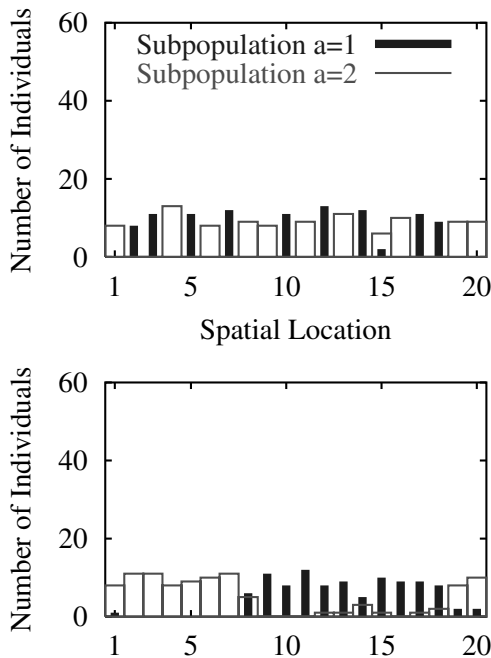 Number of Individuals
60
40
20
0
Subpopulation a=1
Subpopulation a=2
1 5 10 15 20
Spatial Location
Number of Individuals
60
40
20
0
1 5 10 15 20